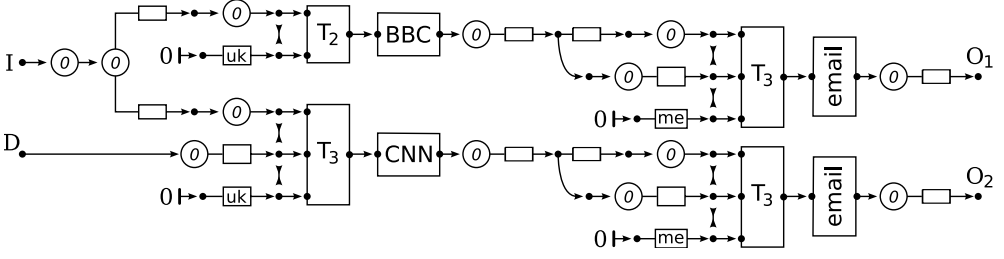 0 T₂ BBC 0 0
I 0 0 0 uk 0 T₃ email 0 O₁
0 me
0
D 0 T₃ CNN 0 0
0 uk 0 T₃ email 0 O₂
0 me